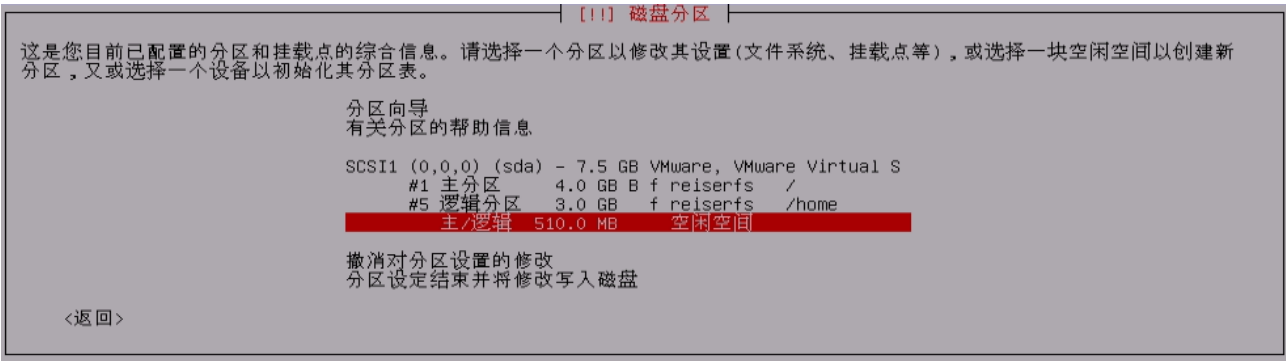 [!!] 磁盘分区
这是您目前已配置的分区和挂载点的综合信息。请选择一个分区以修改其设置(文件系统、挂载点等)，或选择一块空闲空间以创建新
分区，又或选择一个设备以初始化其分区表。
分区向导
有关分区的帮助信息
SCSI1 (0,0,0) (sda) - 7.5 GB VMware, VMware Virtual S
#1 主分区 4.0 GB B f reiserfs /
#5 逻辑分区 3.0 GB f reiserfs /home
主/逻辑 510.0 MB 空闲空间
撤消对分区设置的修改
分区设定结束并将修改写入磁盘
<返回>